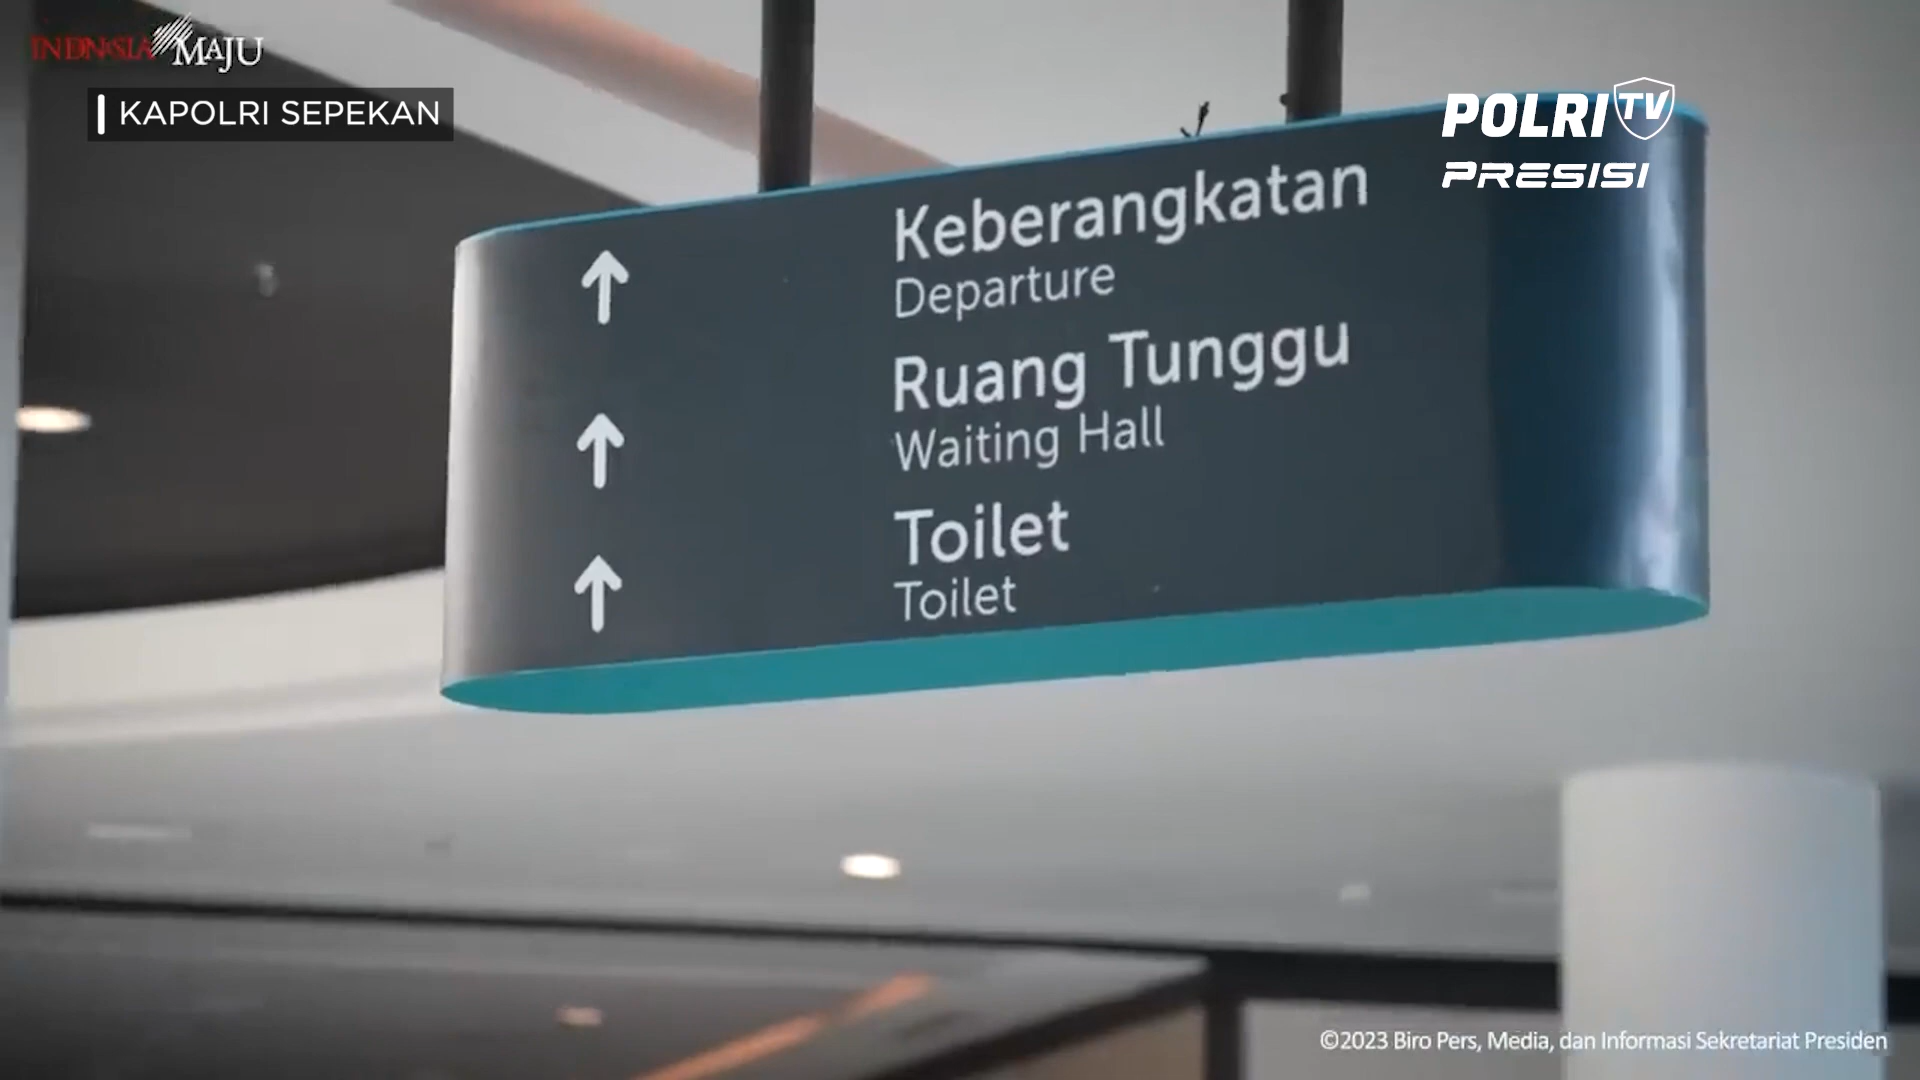 INDONESIA MAJU
KAPOLRI SEPEKAN
POLRI TV
PRESISI
Keberangkatan
Departure
Ruang Tunggu
Waiting Hall
Toilet
Toilet
©2023 Biro Pers, Media, dan Informasi Sekretariat Presiden